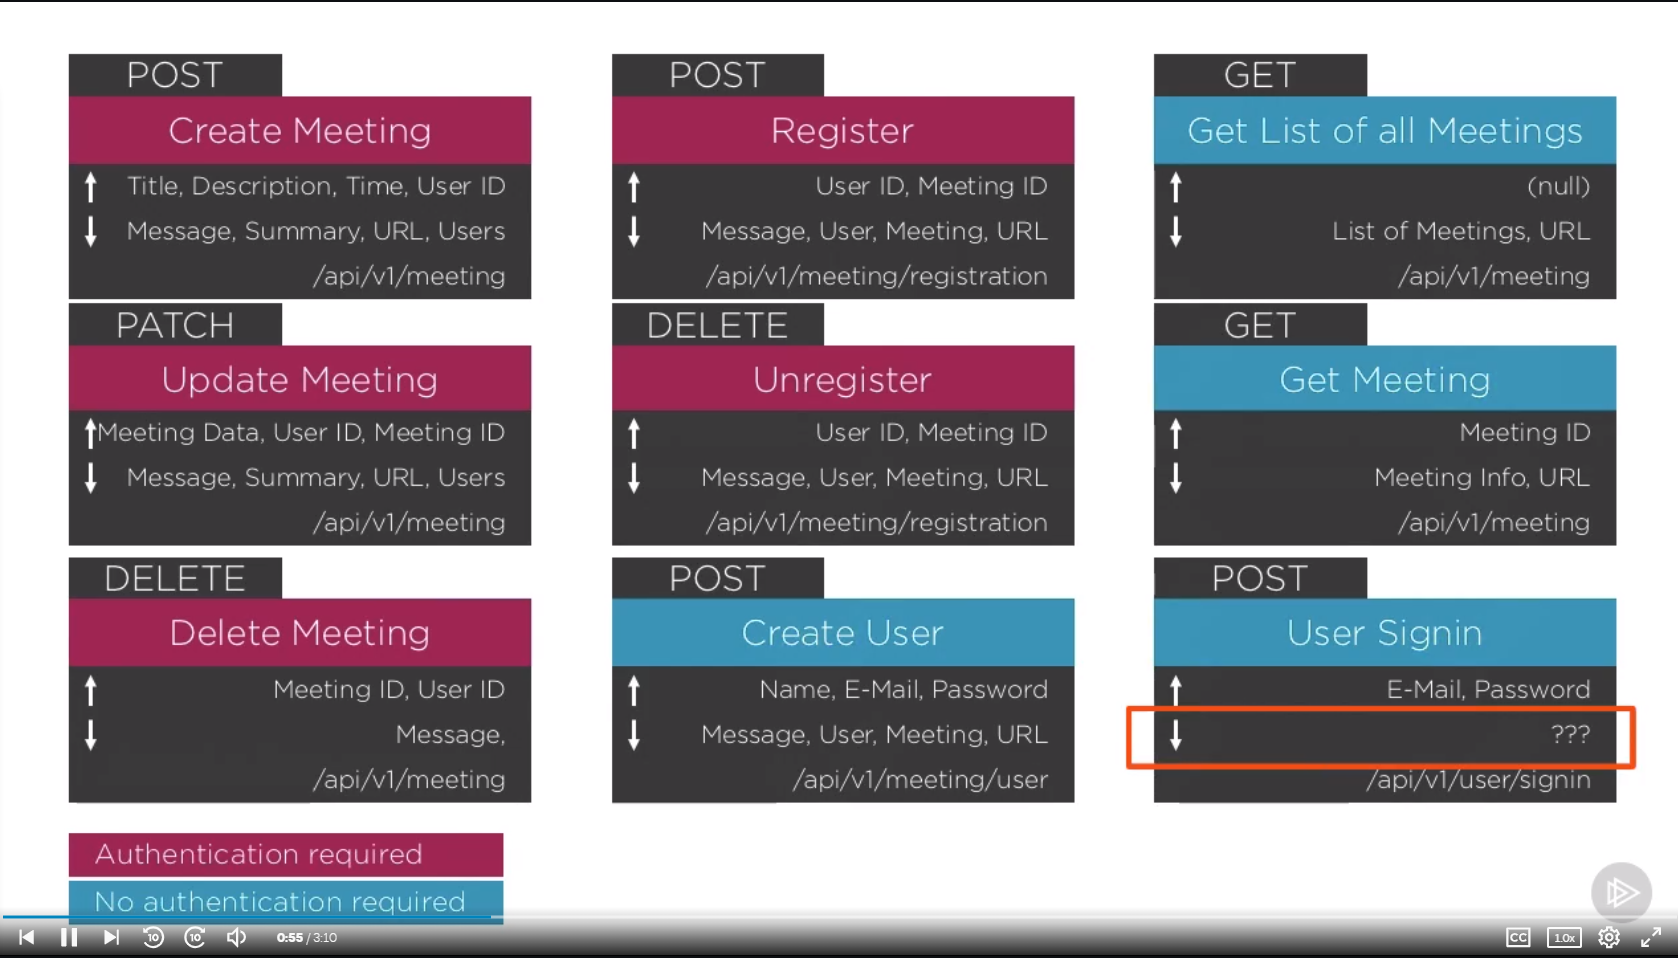 POST
Create Meeting
Title, Description, Time, User ID
Message, Summary, URL, Users
/api/v1/meeting
POST
Register
User ID, Meeting ID
Message, User, Meeting, URL
/api/v1/meeting/registration
GET
Get List of all Meetings
(null)
List of Meetings, URL
/api/v1/meeting
PATCH
Update Meeting
Meeting Data, User ID, Meeting ID
Message, Summary, URL, Users
/api/v1/meeting
DELETE
Unregister
User ID, Meeting ID
Message, User, Meeting, URL
/api/v1/meeting/registration
GET
Get Meeting
Meeting ID
Meeting Info, URL
/api/v1/meeting
DELETE
Delete Meeting
Meeting ID, User ID
Message,
/api/v1/meeting
POST
Create User
Name, E-Mail, Password
Message, User, Meeting, URL
/api/v1/meeting/user
POST
User Signin
E-Mail, Password
???
/api/v1/user/signin
Authentication required
No authentication required
10 10 0:55 / 3:10 CC 1.0x